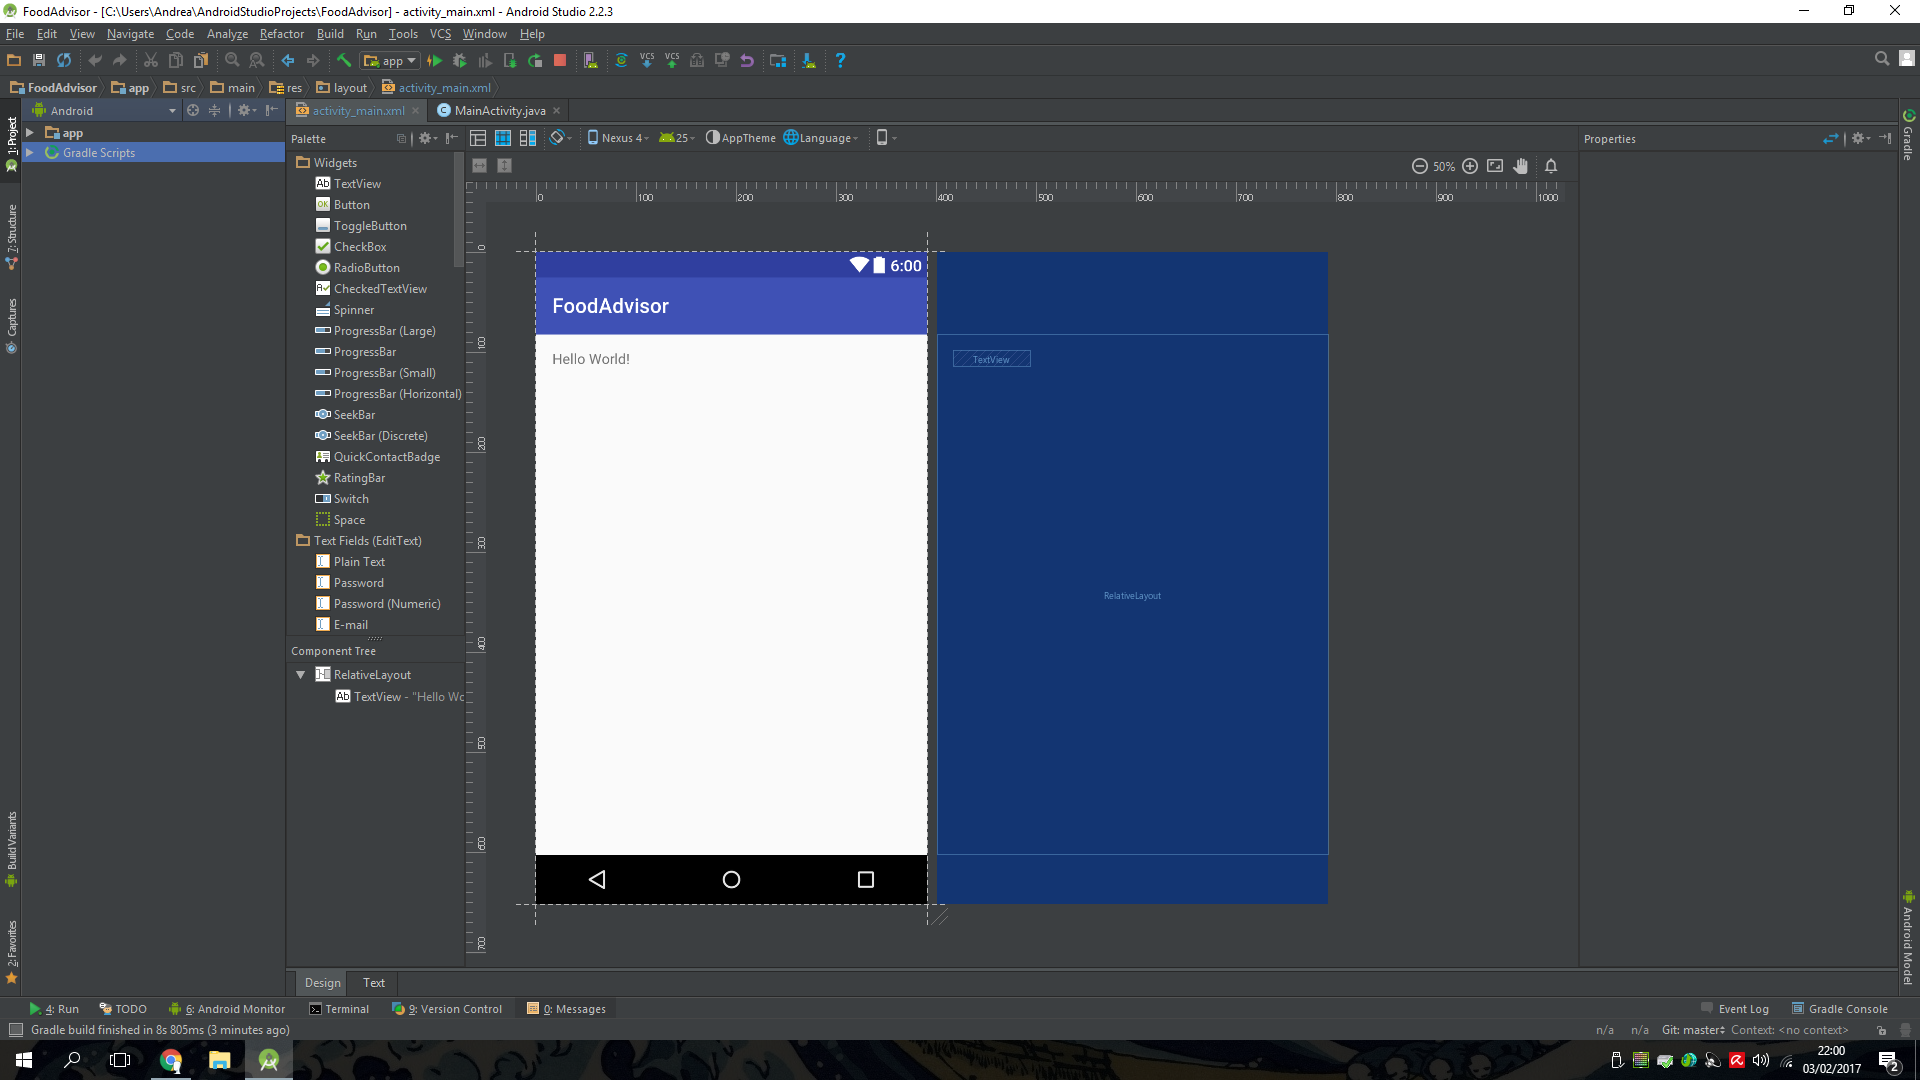 FoodAdvisor - [C:\Users\Andrea\AndroidStudioProjects\FoodAdvisor] - activity_main.xml - Android Studio 2.2.3
File Edit View Navigate Code Analyze Refactor Build Run Tools VCS Window Help
app
VCS VCS
FoodAdvisor app src main res layout activity_main.xml
Android
activity_main.xml
MainActivity.java
1: Project
7: Structure
Captures
Build Variants
2: Favorites
app
Gradle Scripts
Palette
Widgets
Ab TextView
OK Button
ToggleButton
CheckBox
RadioButton
CheckedTextView
Spinner
ProgressBar (Large)
ProgressBar
ProgressBar (Small)
ProgressBar (Horizontal)
SeekBar
SeekBar (Discrete)
QuickContactBadge
RatingBar
Switch
Space
Text Fields (EditText)
Plain Text
Password
Password (Numeric)
E-mail
Component Tree
RelativeLayout
Ab TextView - "Hello Wo
Nexus 4 25 AppTheme Language
50%
0 100 200 300 400 500 600 700 800 900 1000
0
100
200
300
400
500
600
700
6:00
FoodAdvisor
Hello World!
TextView
RelativeLayout
Properties
Gradle
Android Model
Design Text
4: Run TODO 6: Android Monitor Terminal 9: Version Control 0: Messages
Event Log Gradle Console
Gradle build finished in 8s 805ms (3 minutes ago)
n/a n/a Git: master Context: <no context>
22:00
03/02/2017
2